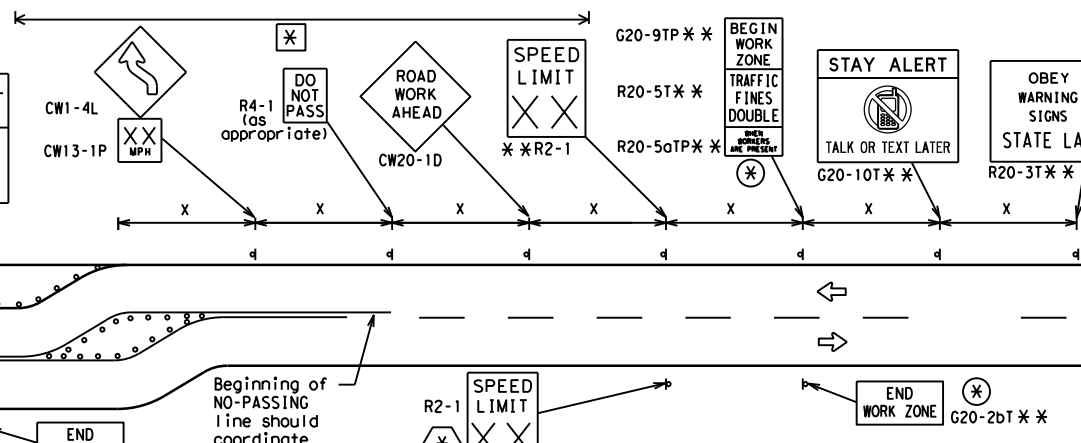 *
XX
MPH
CW1-4L
CW13-1P
DO
NOT
PASS
R4-1
(as
appropriate)
ROAD
WORK
AHEAD
CW20-1D
SPEED
LIMIT
XX
**R2-1
G20-9TP **
R20-5T **
R20-5aTP **
BEGIN
WORK
ZONE
TRAFFIC
FINES
DOUBLE
WHEN
WORKERS
ARE PRESENT
*
STAY ALERT
TALK OR TEXT LATER
G20-10T **
OBEY
WARNING
SIGNS
STATE LA
R20-3T **
X X X X X X X
Beginning of
NO-PASSING
line should
coordinate
R2-1
*
SPEED
LIMIT
XX
END
WORK ZONE
*
G20-2bT **
END